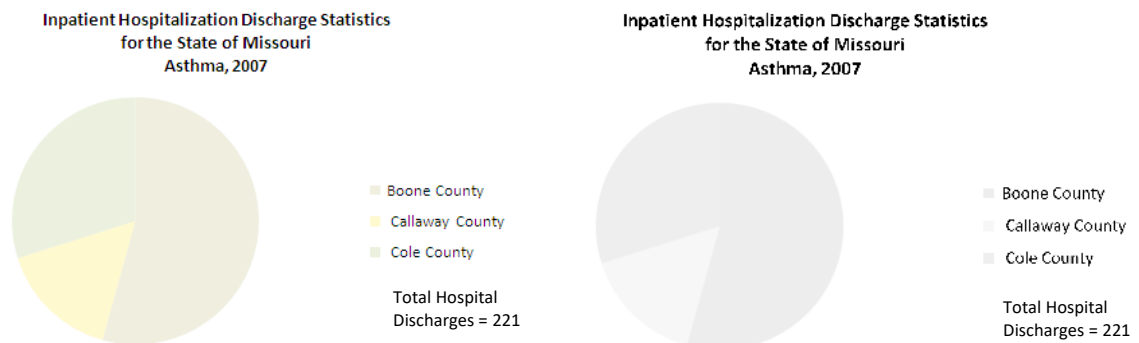 Inpatient Hospitalization Discharge Statistics
for the State of Missouri
Asthma, 2007
Boone County
Callaway County
Cole County
Total Hospital
Discharges = 221
Inpatient Hospitalization Discharge Statistics
for the State of Missouri
Asthma, 2007
Boone County
Callaway County
Cole County
Total Hospital
Discharges = 221